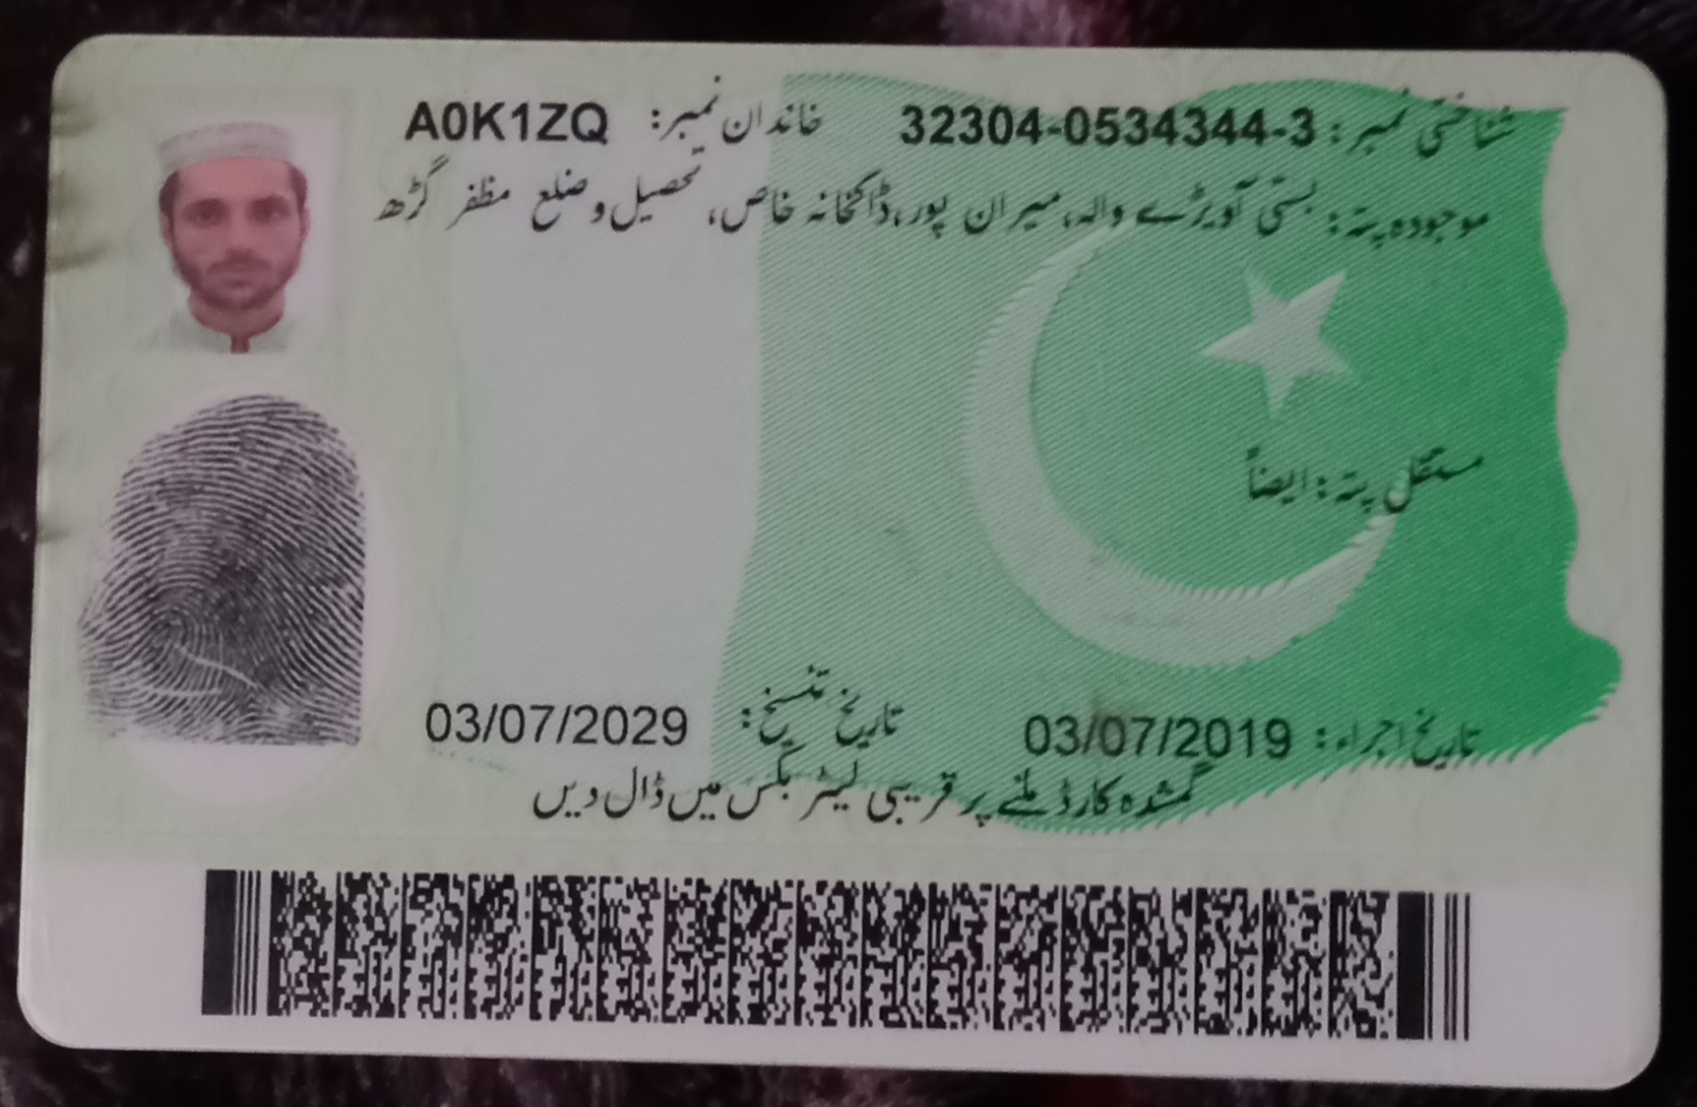 شناختی نمبر: 32304-0534344-3 خاندان نمبر: A0K1ZQ
موجودہ پتہ: بستی آویڑے والہ، میران پور، ڈاکخانہ خاص، تحصیل و ضلع مظفر گڑھ
مستقل پتہ: ایضاً
تاریخ اجراء: 03/07/2019 تاریخ تنسیخ: 03/07/2029
گمشدہ کارڈ ملنے پر قریبی لیٹر بکس میں ڈال دیں